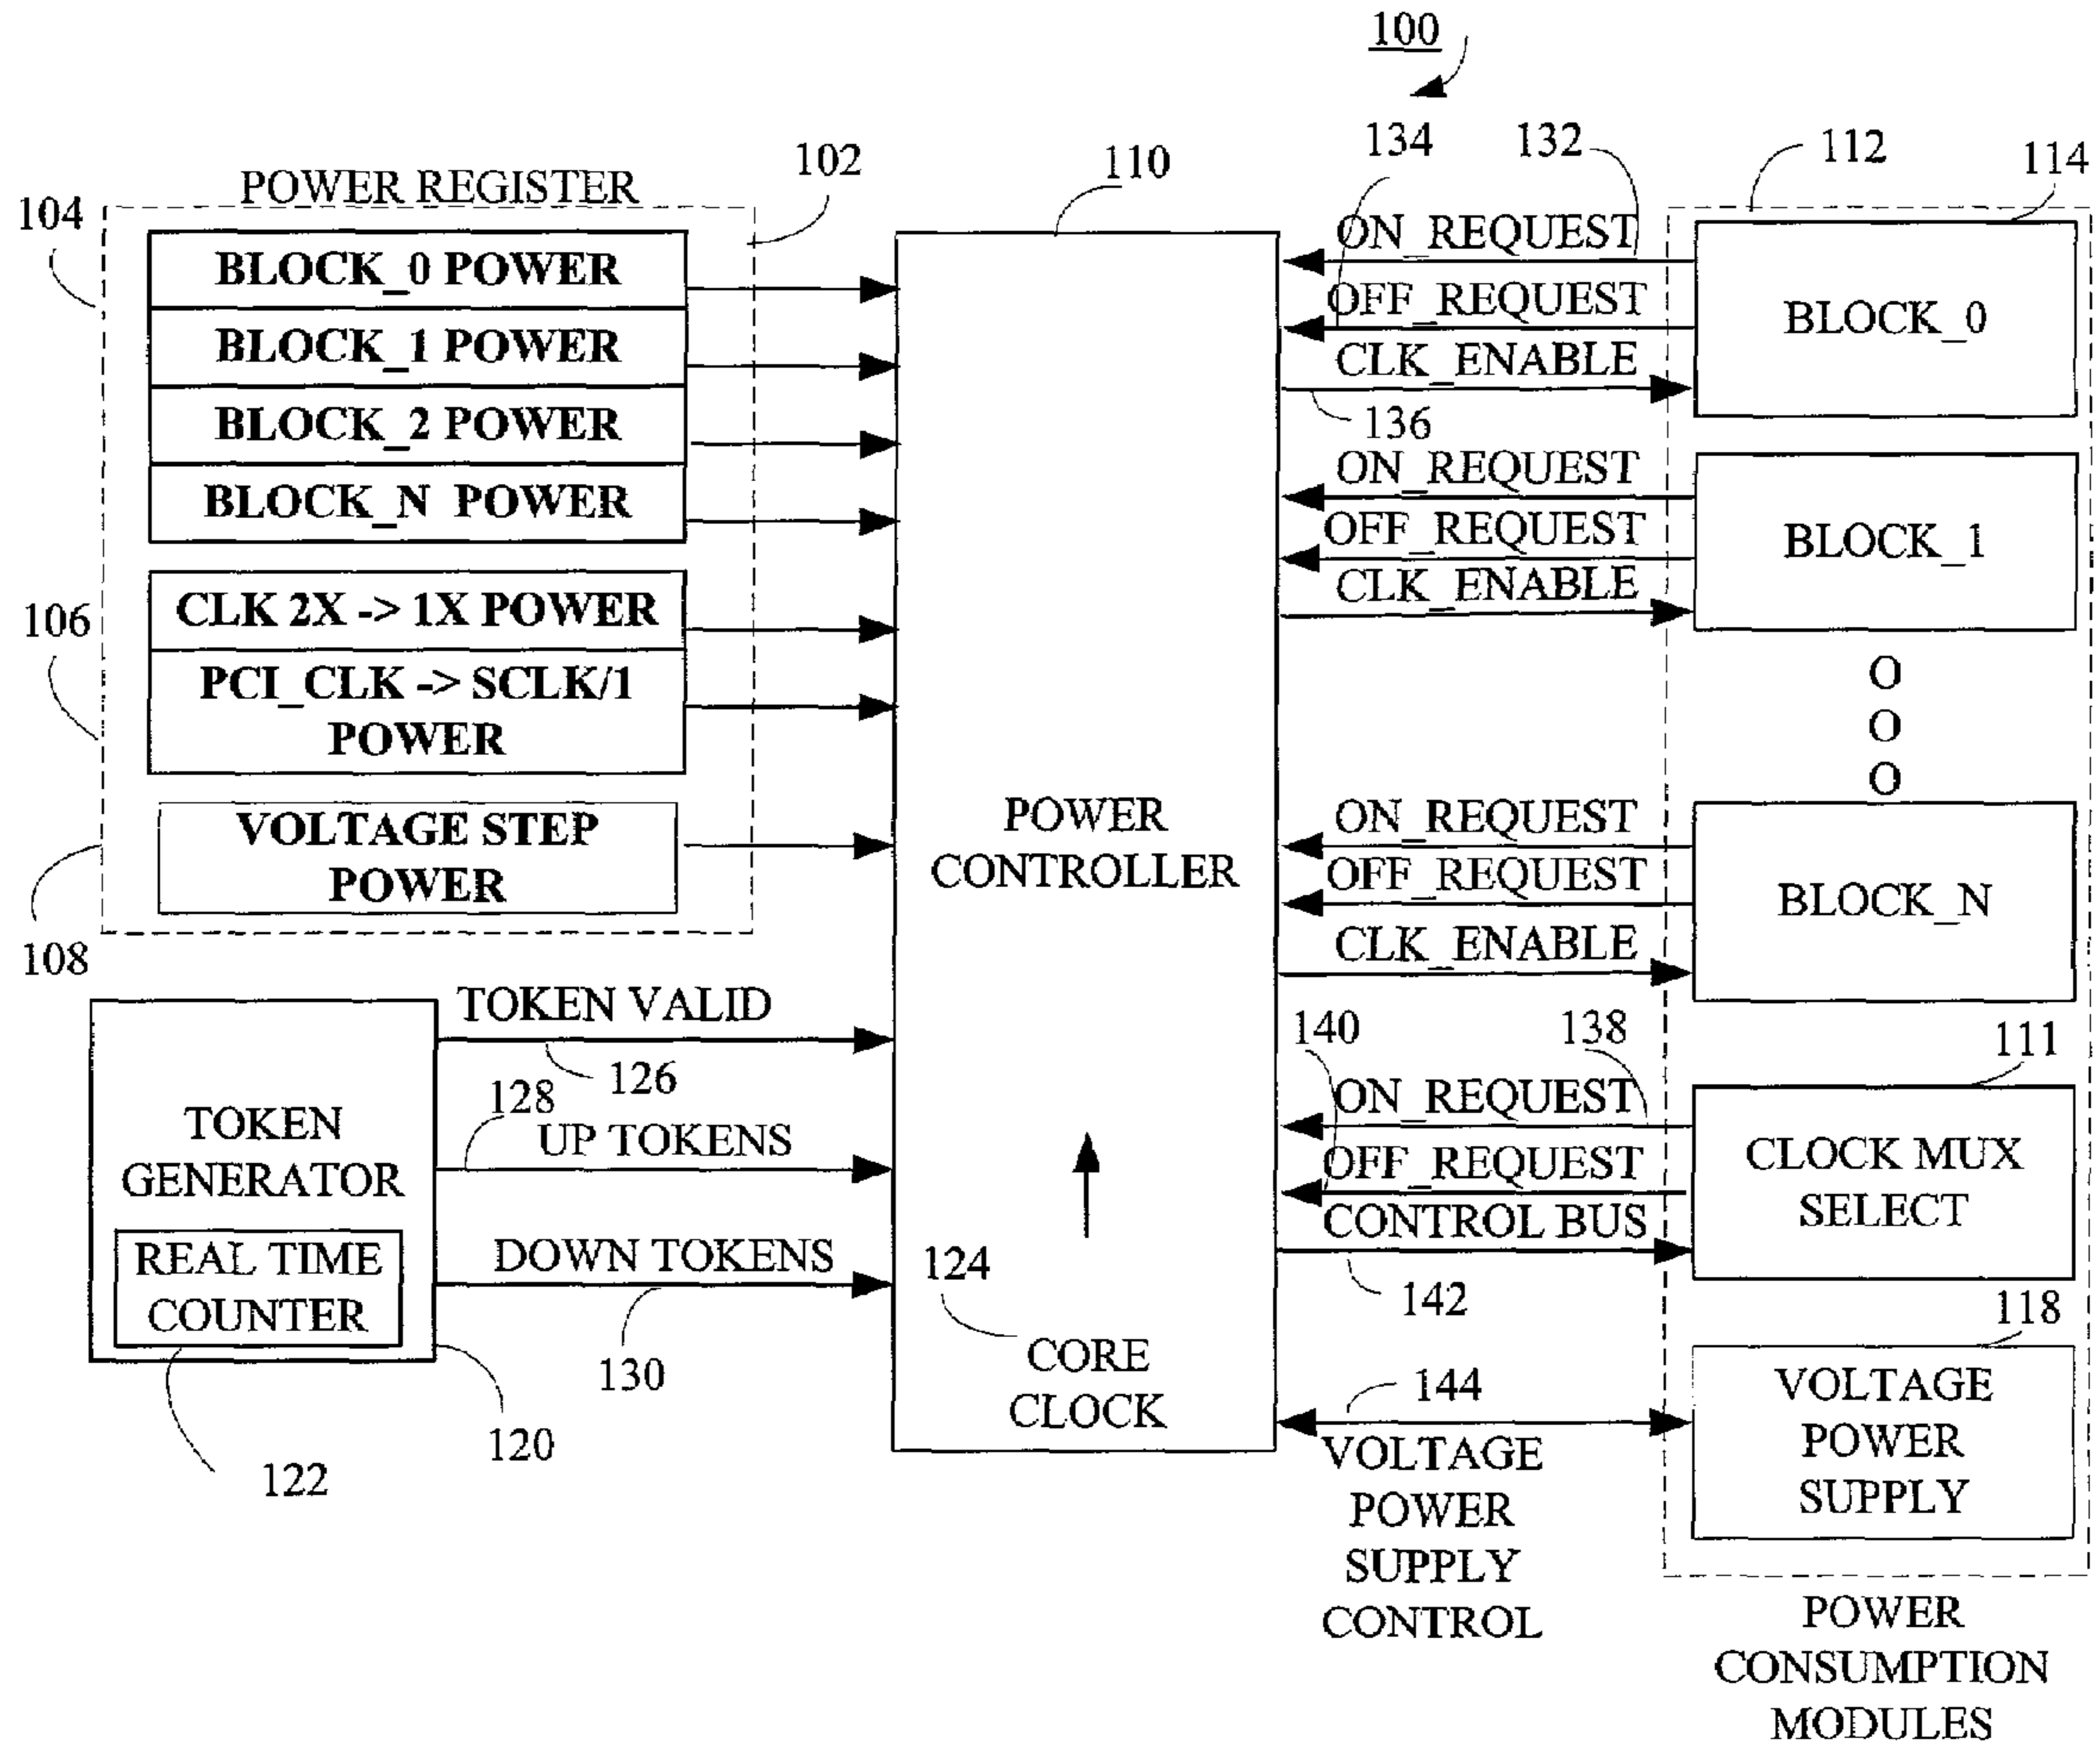 100
134
132
112
114
102
110
POWER REGISTER
104
BLOCK_0 POWER
BLOCK_1 POWER
BLOCK_2 POWER
BLOCK_N POWER
106
CLK 2X -> 1X POWER
PCI_CLK -> SCLK/1
POWER
VOLTAGE STEP
POWER
108
TOKEN VALID
126
128
UP TOKENS
TOKEN
GENERATOR
DOWN TOKENS
REAL TIME
COUNTER
130
120
122
POWER
CONTROLLER
124
CORE
CLOCK
ON_REQUEST
OFF_REQUEST
CLK_ENABLE
136
BLOCK_0
ON_REQUEST
OFF_REQUEST
CLK_ENABLE
BLOCK_1
O
O
O
ON_REQUEST
OFF_REQUEST
CLK_ENABLE
BLOCK_N
140
138
111
ON_REQUEST
OFF_REQUEST
CONTROL BUS
142
CLOCK MUX
SELECT
118
144
VOLTAGE
POWER
SUPPLY
CONTROL
VOLTAGE
POWER
SUPPLY
POWER
CONSUMPTION
MODULES